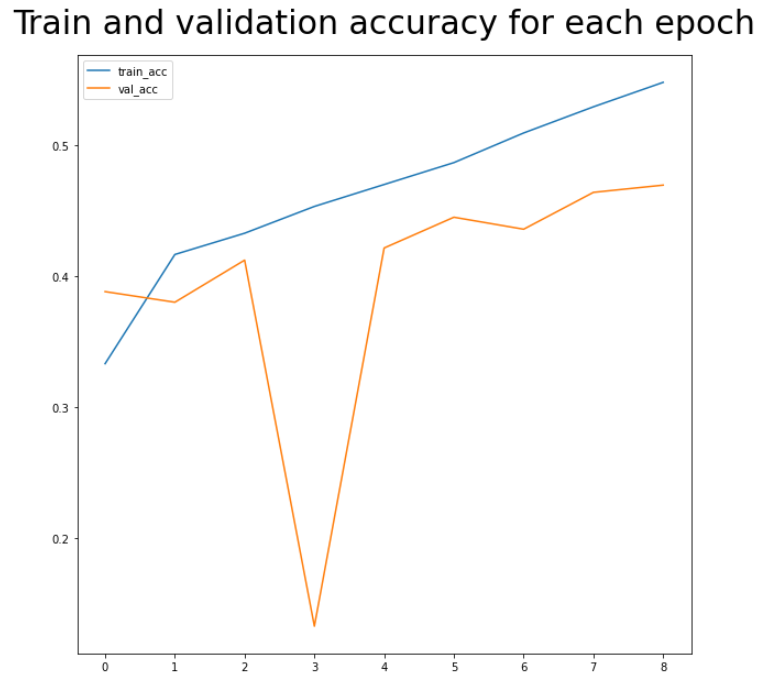 Train and validation accuracy for each epoch
train_acc
val_acc
0.5
0.4
0.3
0.2
0 1 2 3 4 5 6 7 8